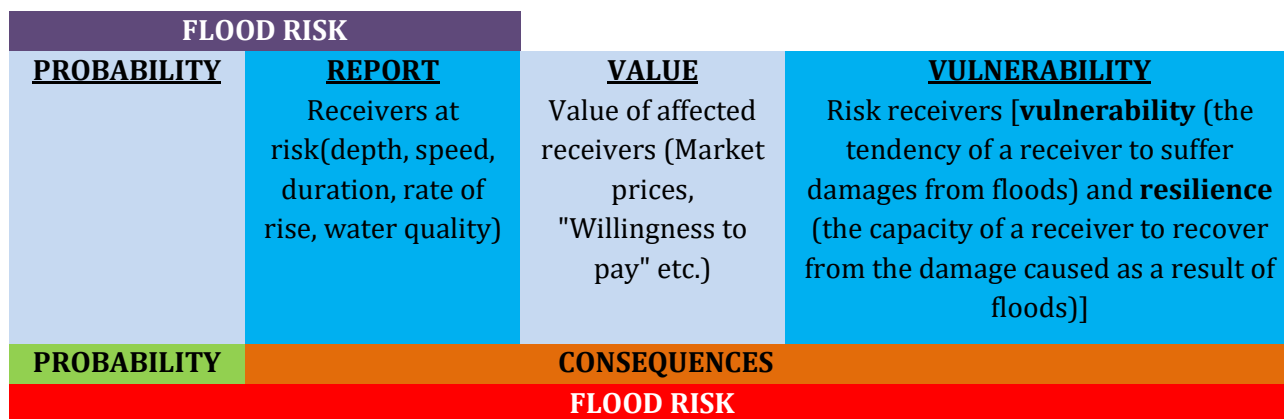 FLOOD RISK
PROBABILITY
REPORT
Receivers at
risk(depth, speed,
duration, rate of
rise, water quality)
VALUE
Value of affected
receivers (Market
prices,
"Willingness to
pay" etc.)
VULNERABILITY
Risk receivers [vulnerability (the
tendency of a receiver to suffer
damages from floods) and resilience
(the capacity of a receiver to recover
from the damage caused as a result of
floods)]
PROBABILITY
CONSEQUENCES
FLOOD RISK